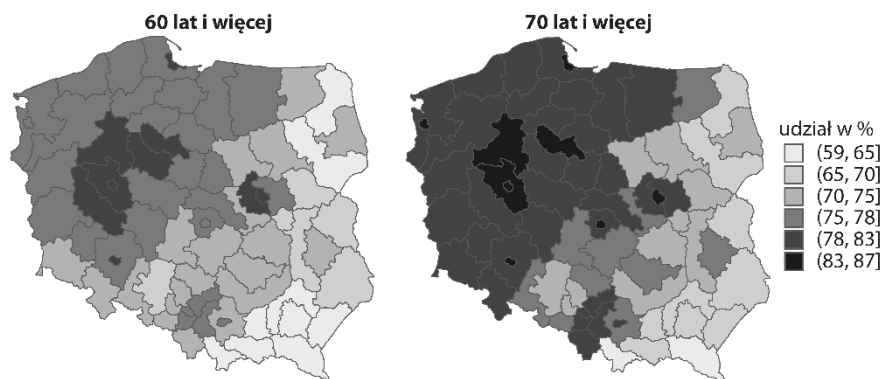 60 lat i więcej
70 lat i więcej
udział w %
(59, 65]
(65, 70]
(70, 75]
(75, 78]
(78, 83]
(83, 87]